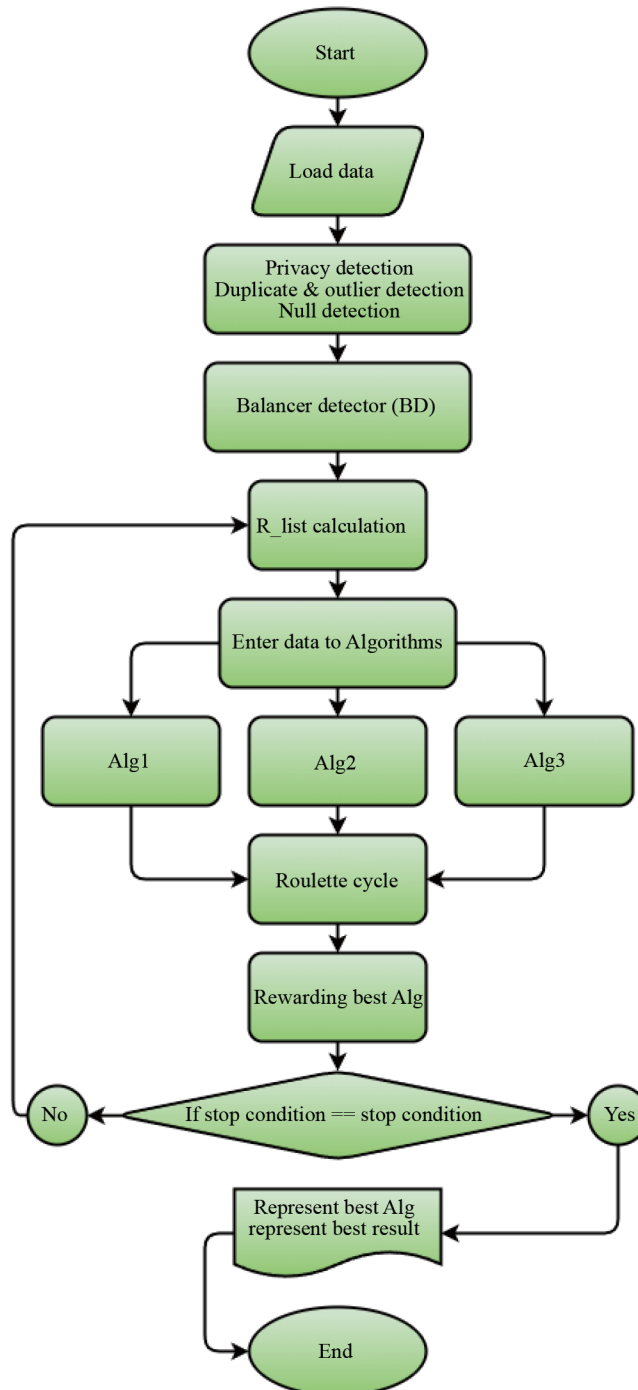 Start
Load data
Privacy detection
Duplicate & outlier detection
Null detection
Balancer detector (BD)
R_list calculation
Enter data to Algorithms
Alg1
Alg2
Alg3
Roulette cycle
Rewarding best Alg
No
If stop condition == stop condition
Yes
Represent best Alg
represent best result
End